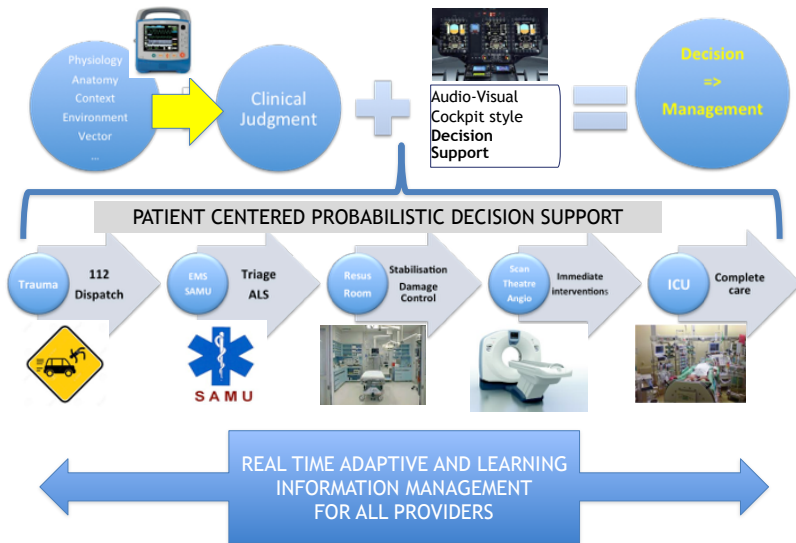 Physiology
Anatomy
Context
Environment
Vector
...
Clinical
Judgment
Audio-Visual
Cockpit style
Decision
Support
Decision
=>
Management
PATIENT CENTERED PROBABILISTIC DECISION SUPPORT
Trauma
112
Dispatch
EMS
SAMU
Triage
ALS
Resus
Room
Stabilisation
Damage
Control
Scan
Theatre
Angio
Immediate
interventions
ICU
Complete
care
SAMU
REAL TIME ADAPTIVE AND LEARNING
INFORMATION MANAGEMENT
FOR ALL PROVIDERS